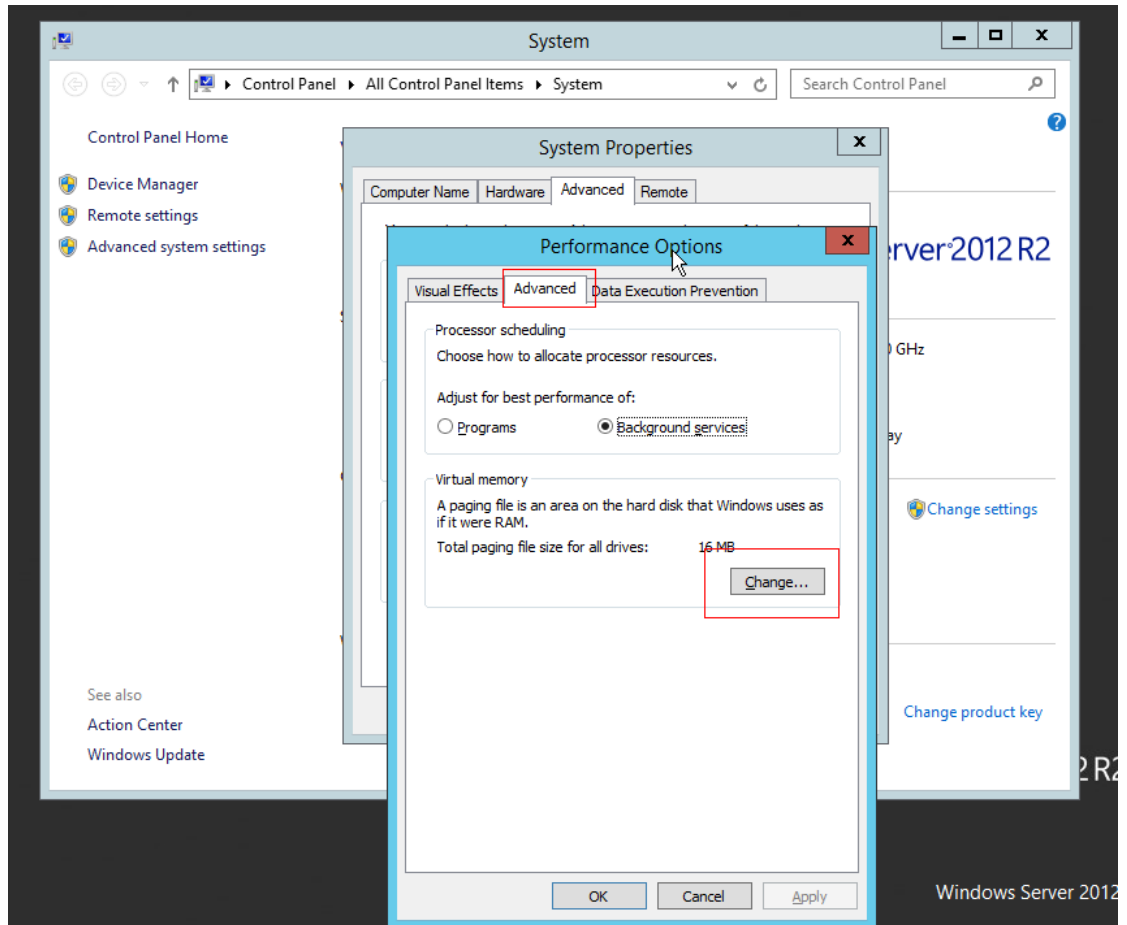 System
Control Panel All Control Panel Items System
Search Control Panel
Control Panel Home
Device Manager
Remote settings
Advanced system settings
See also
Action Center
Windows Update
System Properties
Computer Name Hardware Advanced Remote
Performance Options
Visual Effects Advanced Data Execution Prevention
Processor scheduling
Choose how to allocate processor resources.
Adjust for best performance of:
Programs Background services
Virtual memory
A paging file is an area on the hard disk that Windows uses as
if it were RAM.
Total paging file size for all drives: 16 MB
Change...
OK Cancel Apply
rver 2012 R2
GHz
ay
Change settings
Change product key
2 R2
Windows Server 2012